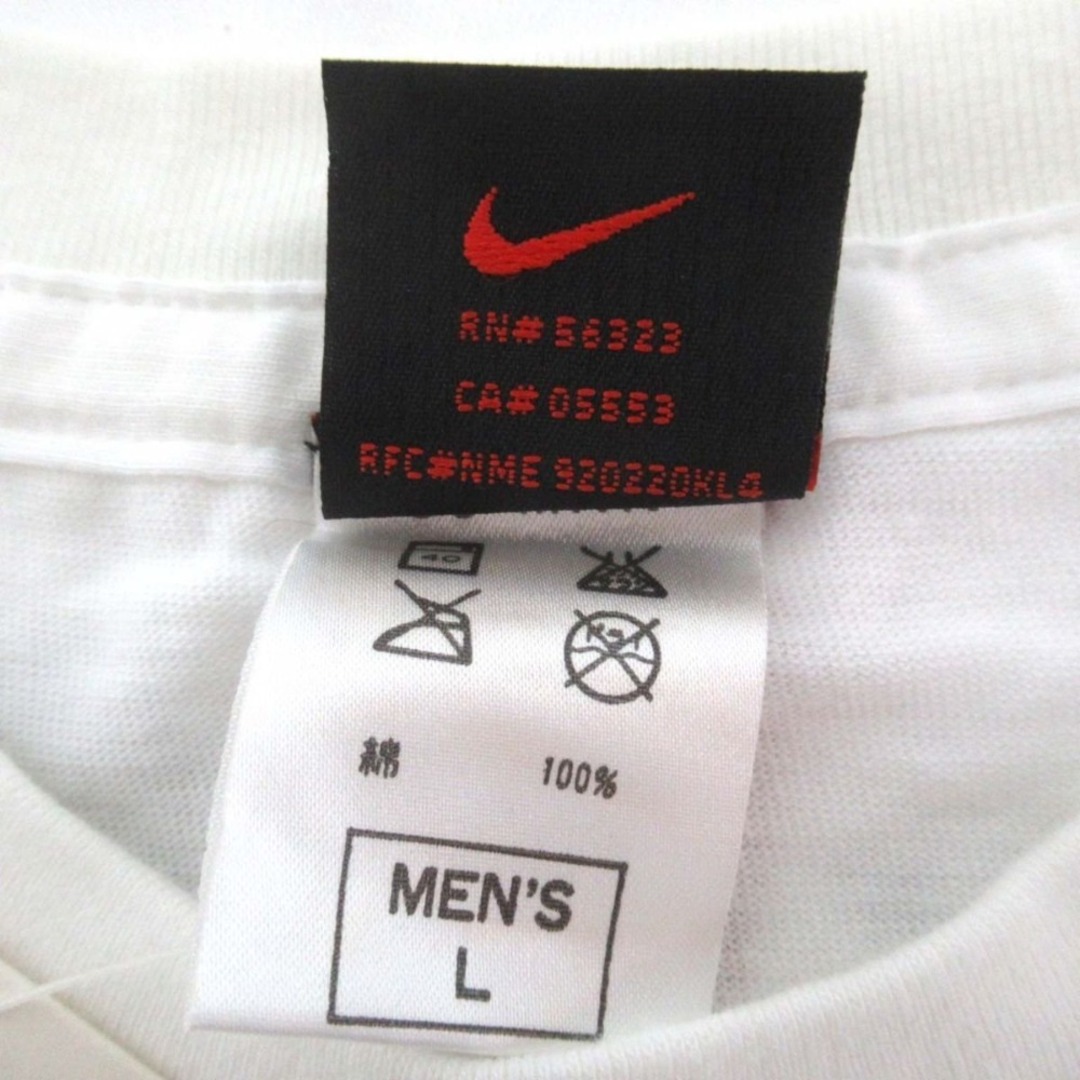 RN# 56323
CA# 05553
RFC#NME 920220KL4
40
綿 100%
MEN'S
L